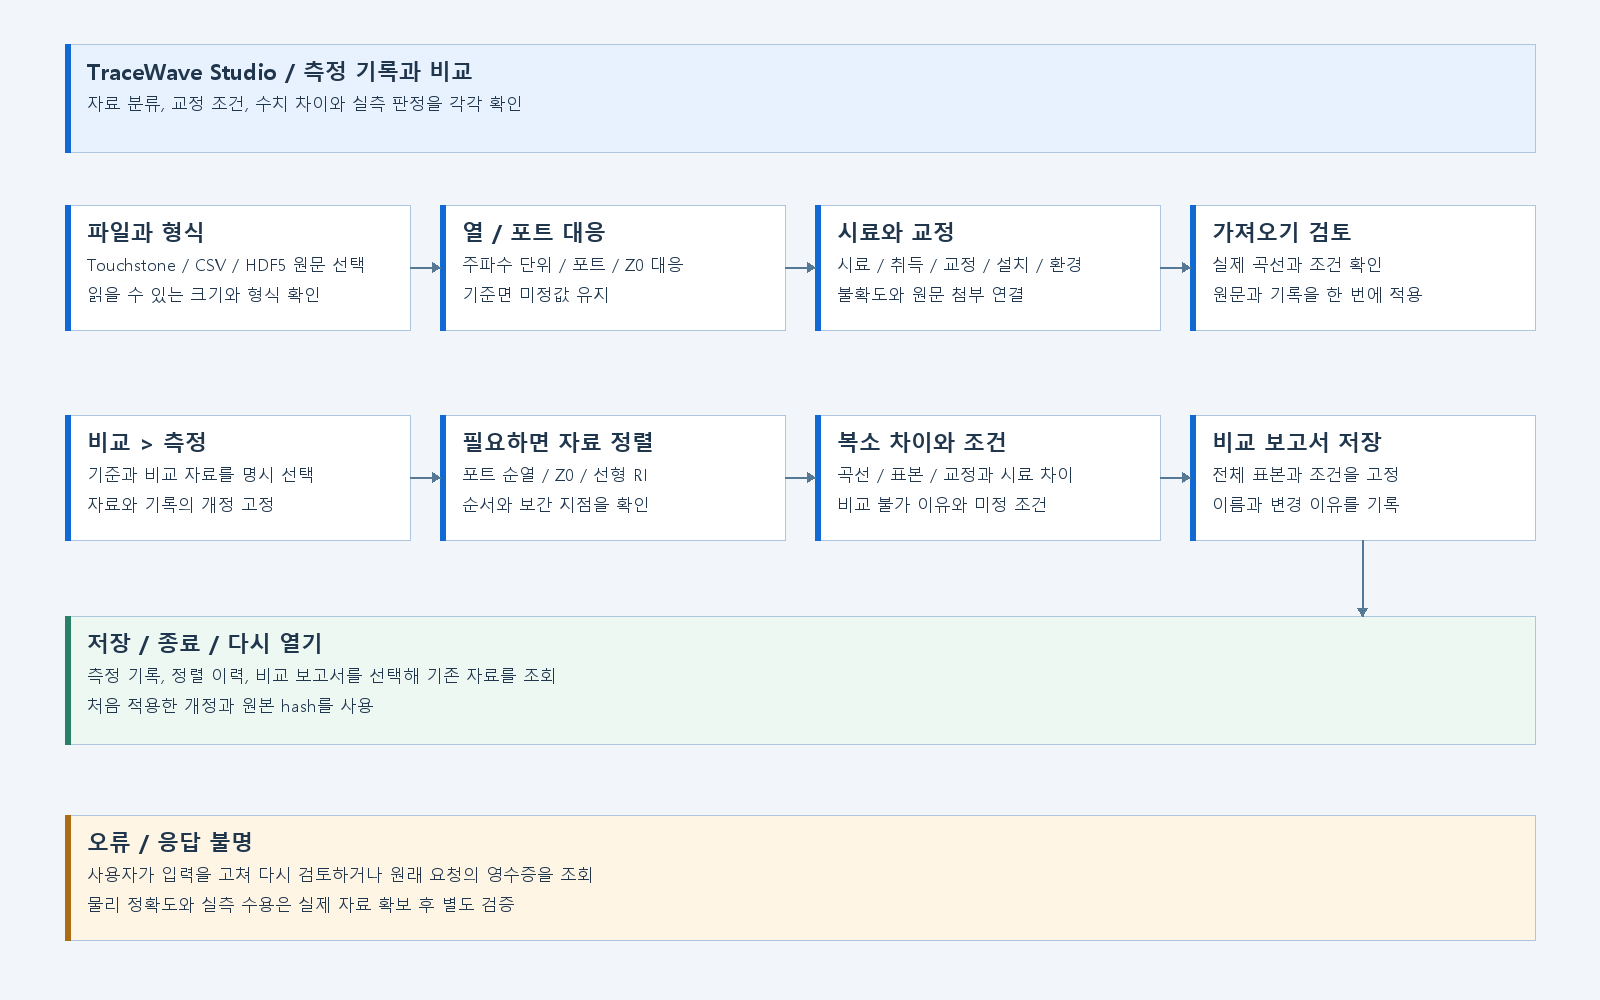 TraceWave Studio / 측정 기록과 비교
자료 분류, 교정 조건, 수치 차이와 실측 판정을 각각 확인
파일과 형식
Touchstone / CSV / HDF5 원문 선택
읽을 수 있는 크기와 형식 확인
열 / 포트 대응
주파수 단위 / 포트 / Z0 대응
기준면 미정값 유지
시료와 교정
시료 / 취득 / 교정 / 설치 / 환경
불확도와 원문 첨부 연결
가져오기 검토
실제 곡선과 조건 확인
원문과 기록을 한 번에 적용
비교 > 측정
기준과 비교 자료를 명시 선택
자료와 기록의 개정 고정
필요하면 자료 정렬
포트 순열 / Z0 / 선형 RI
순서와 보간 지점을 확인
복소 차이와 조건
곡선 / 표본 / 교정과 시료 차이
비교 불가 이유와 미정 조건
비교 보고서 저장
전체 표본과 조건을 고정
이름과 변경 이유를 기록
저장 / 종료 / 다시 열기
측정 기록, 정렬 이력, 비교 보고서를 선택해 기존 자료를 조회
처음 적용한 개정과 원본 hash를 사용
오류 / 응답 불명
사용자가 입력을 고쳐 다시 검토하거나 원래 요청의 영수증을 조회
물리 정확도와 실측 수용은 실제 자료 확보 후 별도 검증